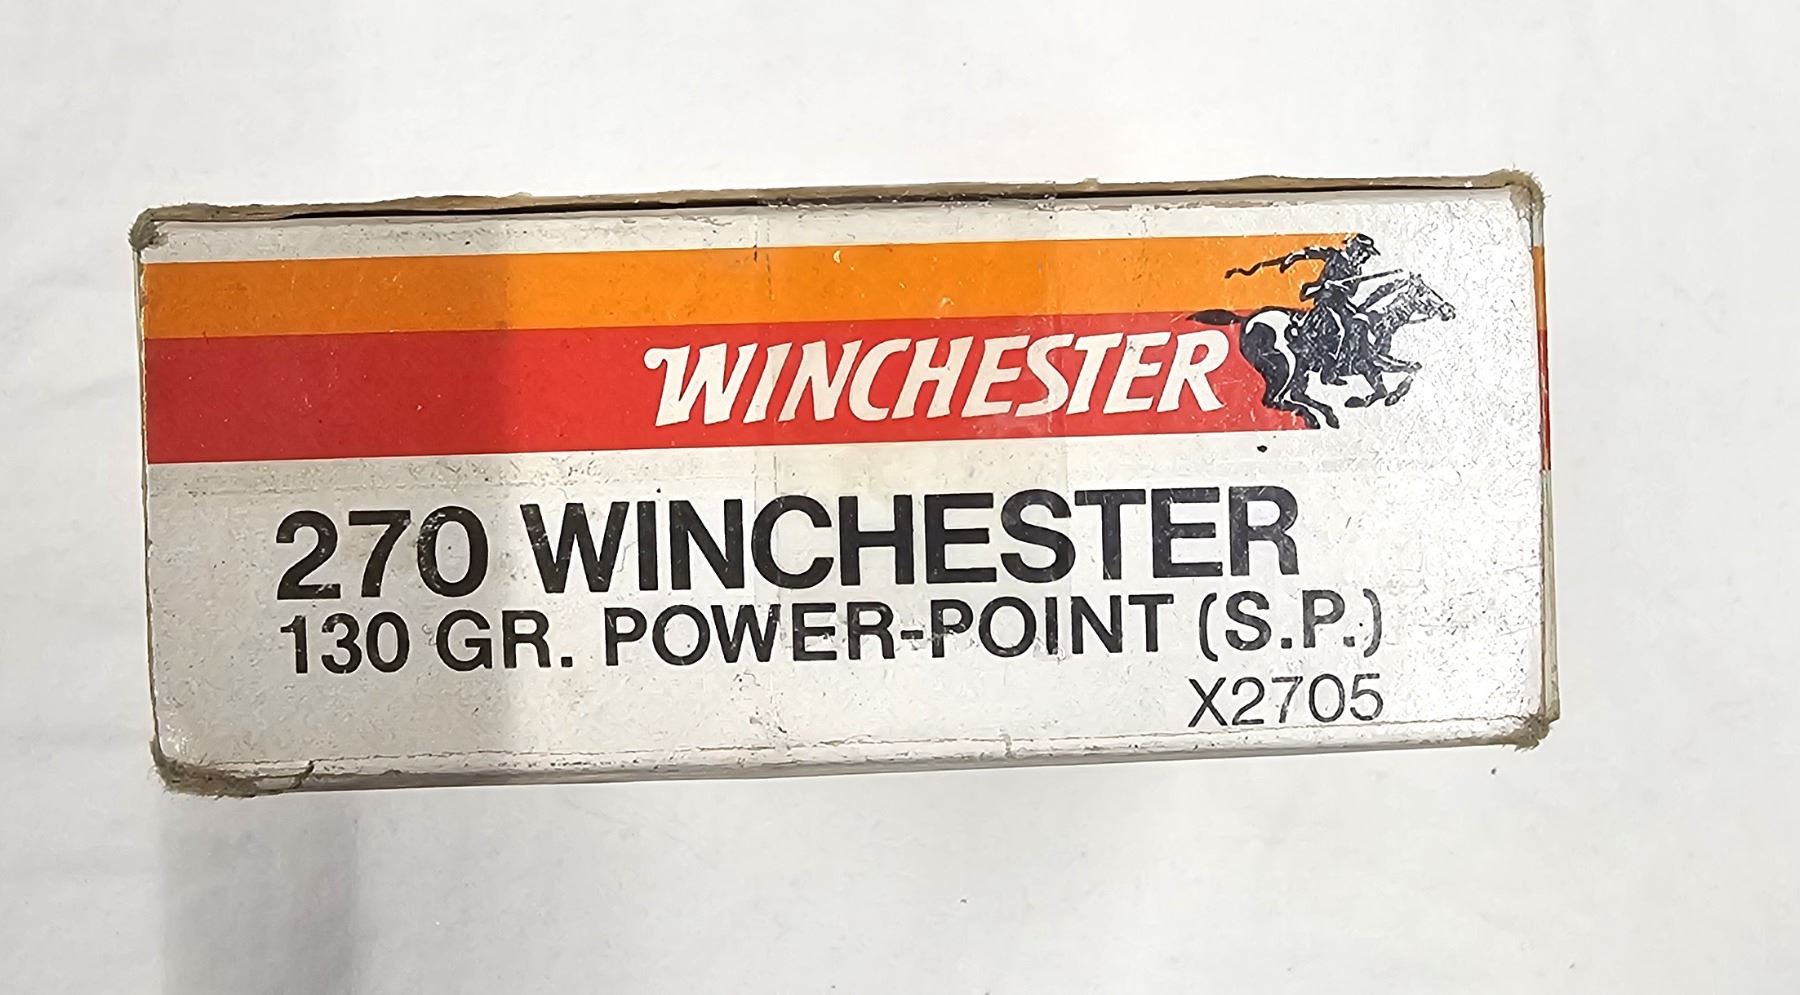 WINCHESTER
270 WINCHESTER
130 GR. POWER-POINT (S.P.)
X2705